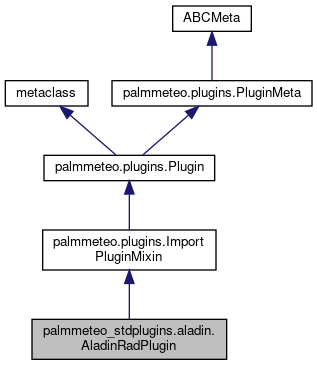 ABCMeta
metaclass
palmmeteo.plugins.PluginMeta
palmmeteo.plugins.Plugin
palmmeteo.plugins.Import
PluginMixin
palmmeteo_stdplugins.aladin.
AladinRadPlugin